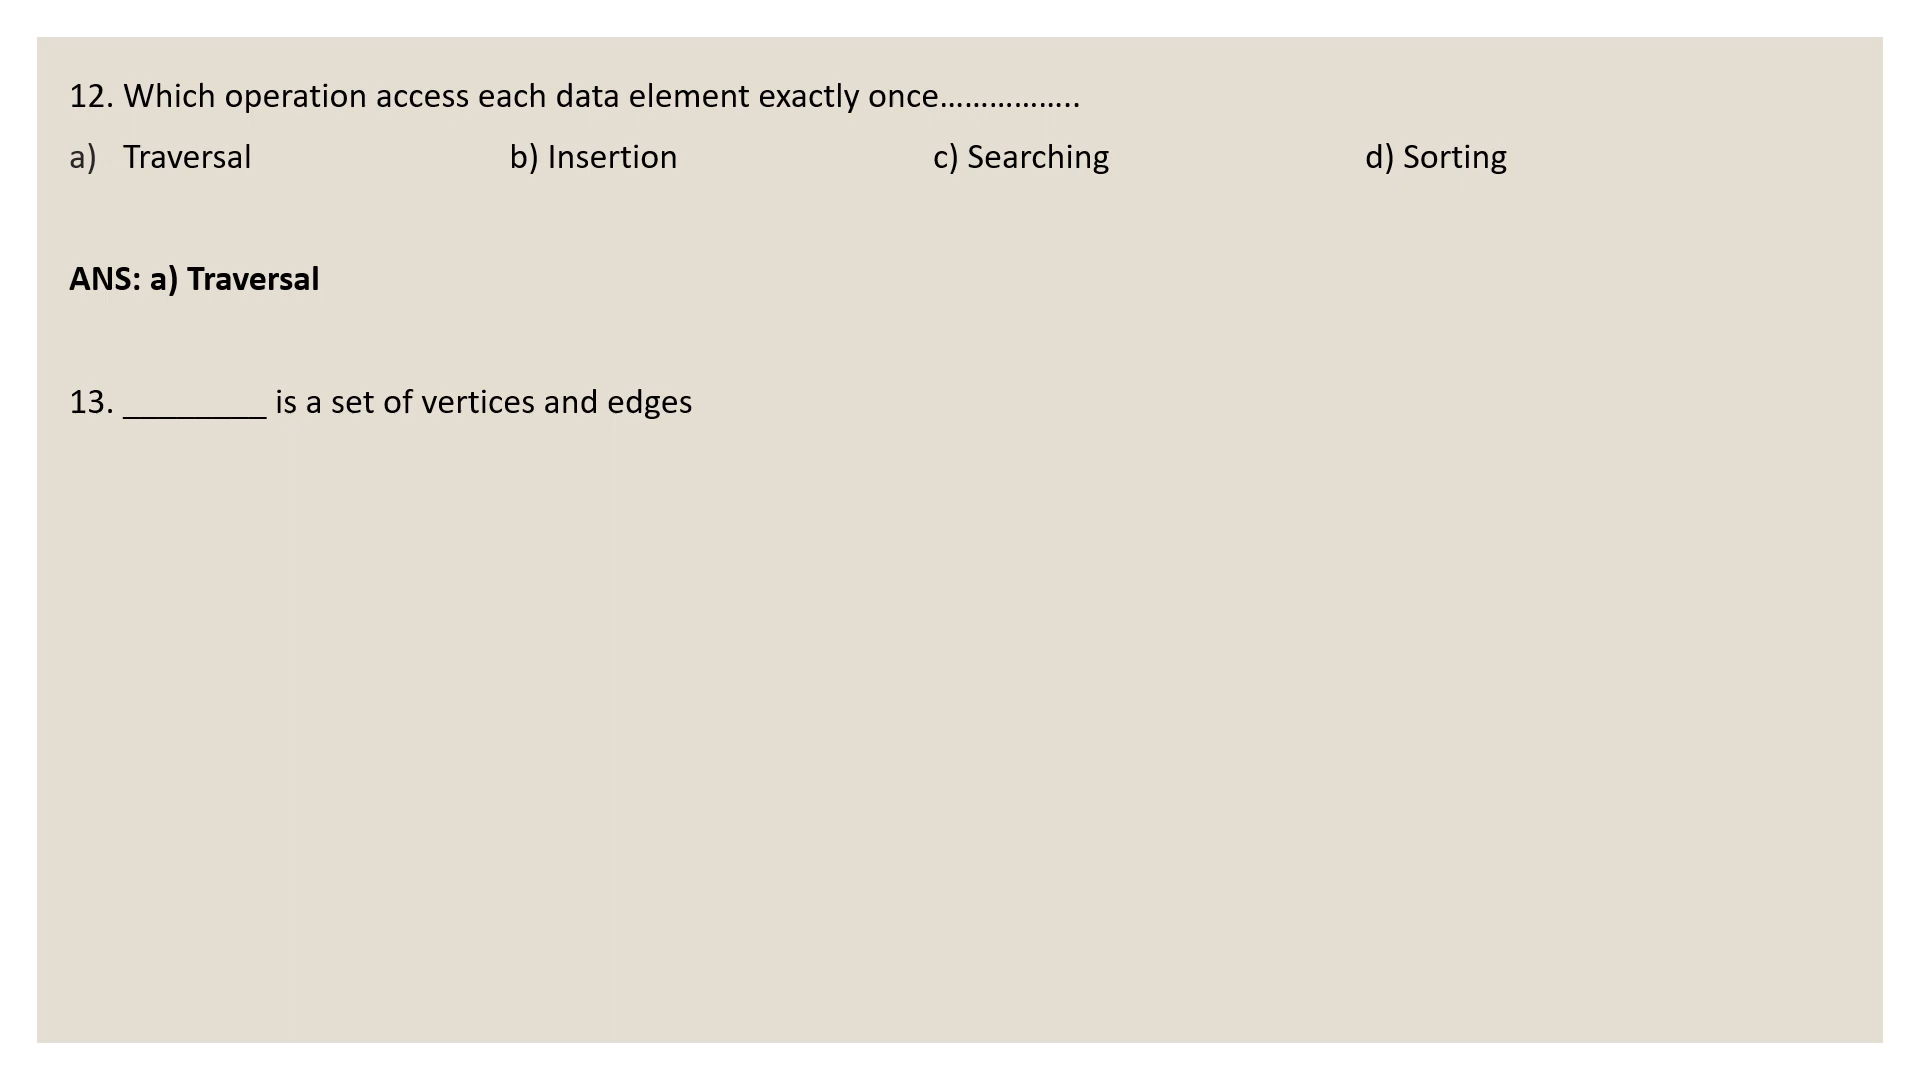 12. Which operation access each data element exactly once……………..
a) Traversal b) Insertion c) Searching d) Sorting
ANS: a) Traversal
13. ________ is a set of vertices and edges